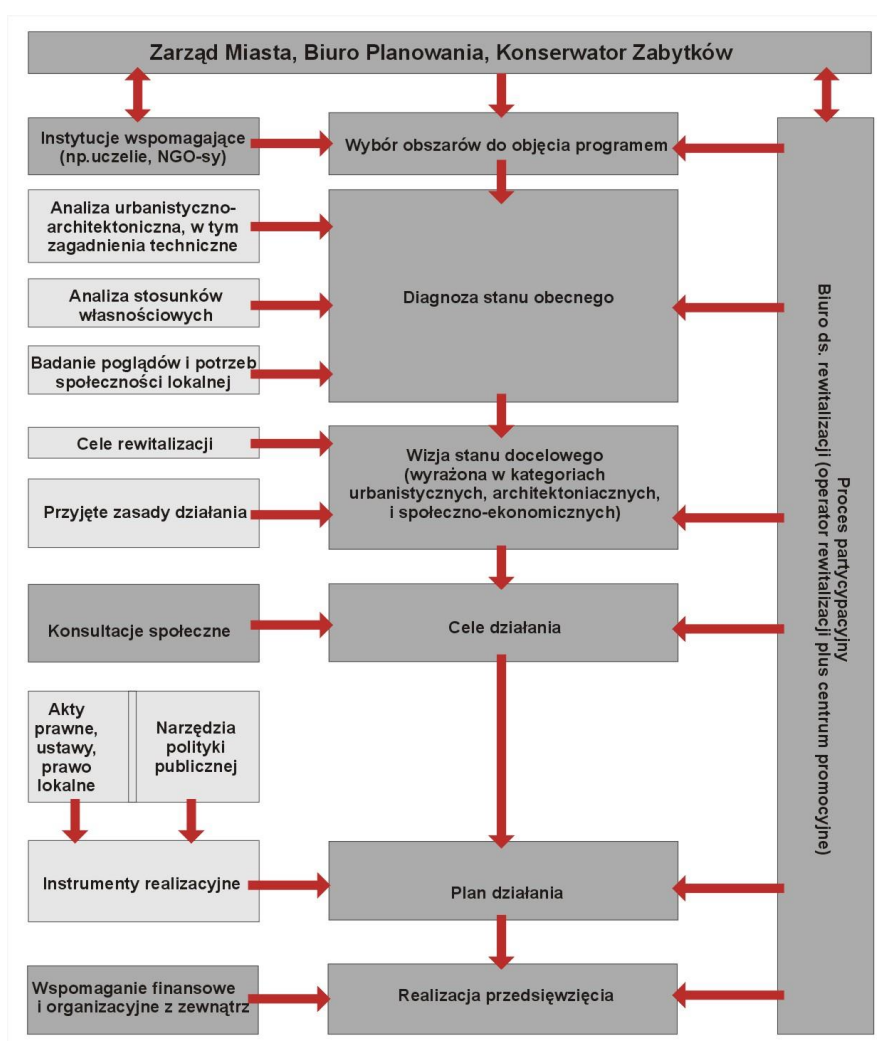 Zarząd Miasta, Biuro Planowania, Konserwator Zabytków
Instytucje wspomagające
(np.uczelie, NGO-sy)
Wybór obszarów do objęcia programem
Analiza urbanistyczno-
architektoniczna, w tym
zagadnienia techniczne
Analiza stosunków
własnościowych
Badanie poglądów i potrzeb
społeczności lokalnej
Diagnoza stanu obecnego
Cele rewitalizacji
Przyjęte zasady działania
Wizja stanu docelowego
(wyrażona w kategoriach
urbanistycznych, architektoniacznych,
i społeczno-ekonomicznych)
Konsultacje społeczne
Cele działania
Akty
prawne,
ustawy,
prawo
lokalne
Narzędzia
polityki
publicznej
Instrumenty realizacyjne
Plan działania
Wspomaganie finansowe
i organizacyjne z zewnątrz
Realizacja przedsięwzięcia
Proces partycypacyjny
Biuro ds. rewitalizacji (operator rewitalizacji plus centrum promocyjne)